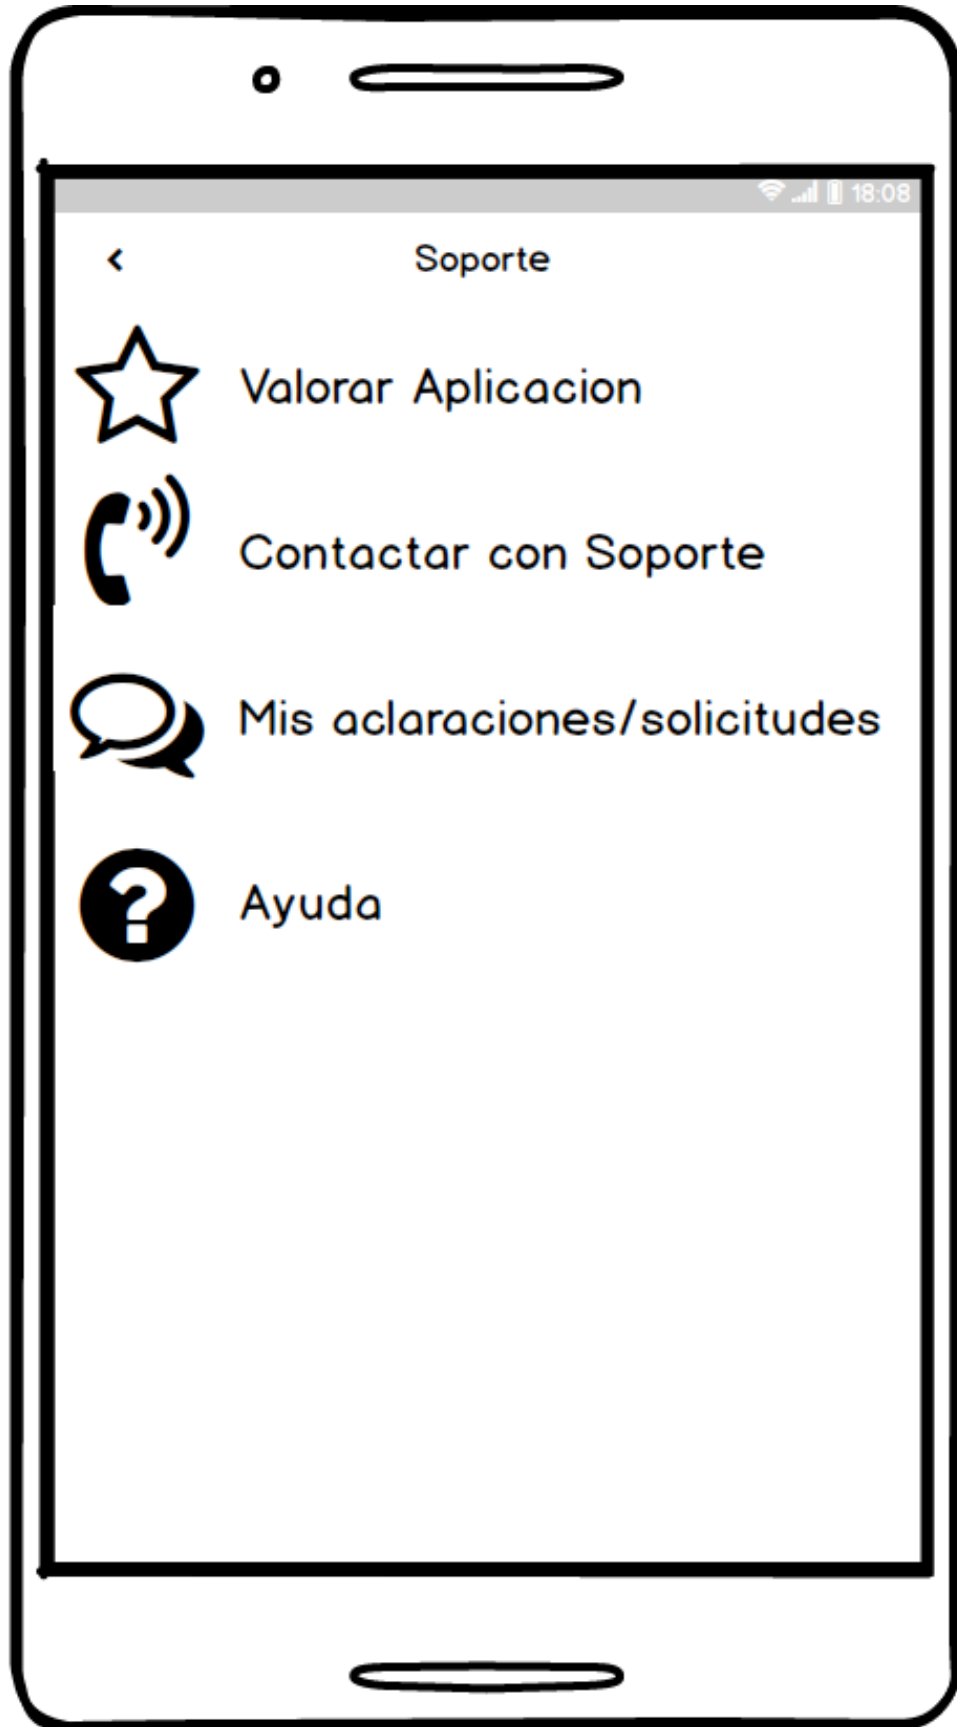 18:08
Soporte
Valorar Aplicacion
Contactar con Soporte
Mis aclaraciones/solicitudes
Ayuda